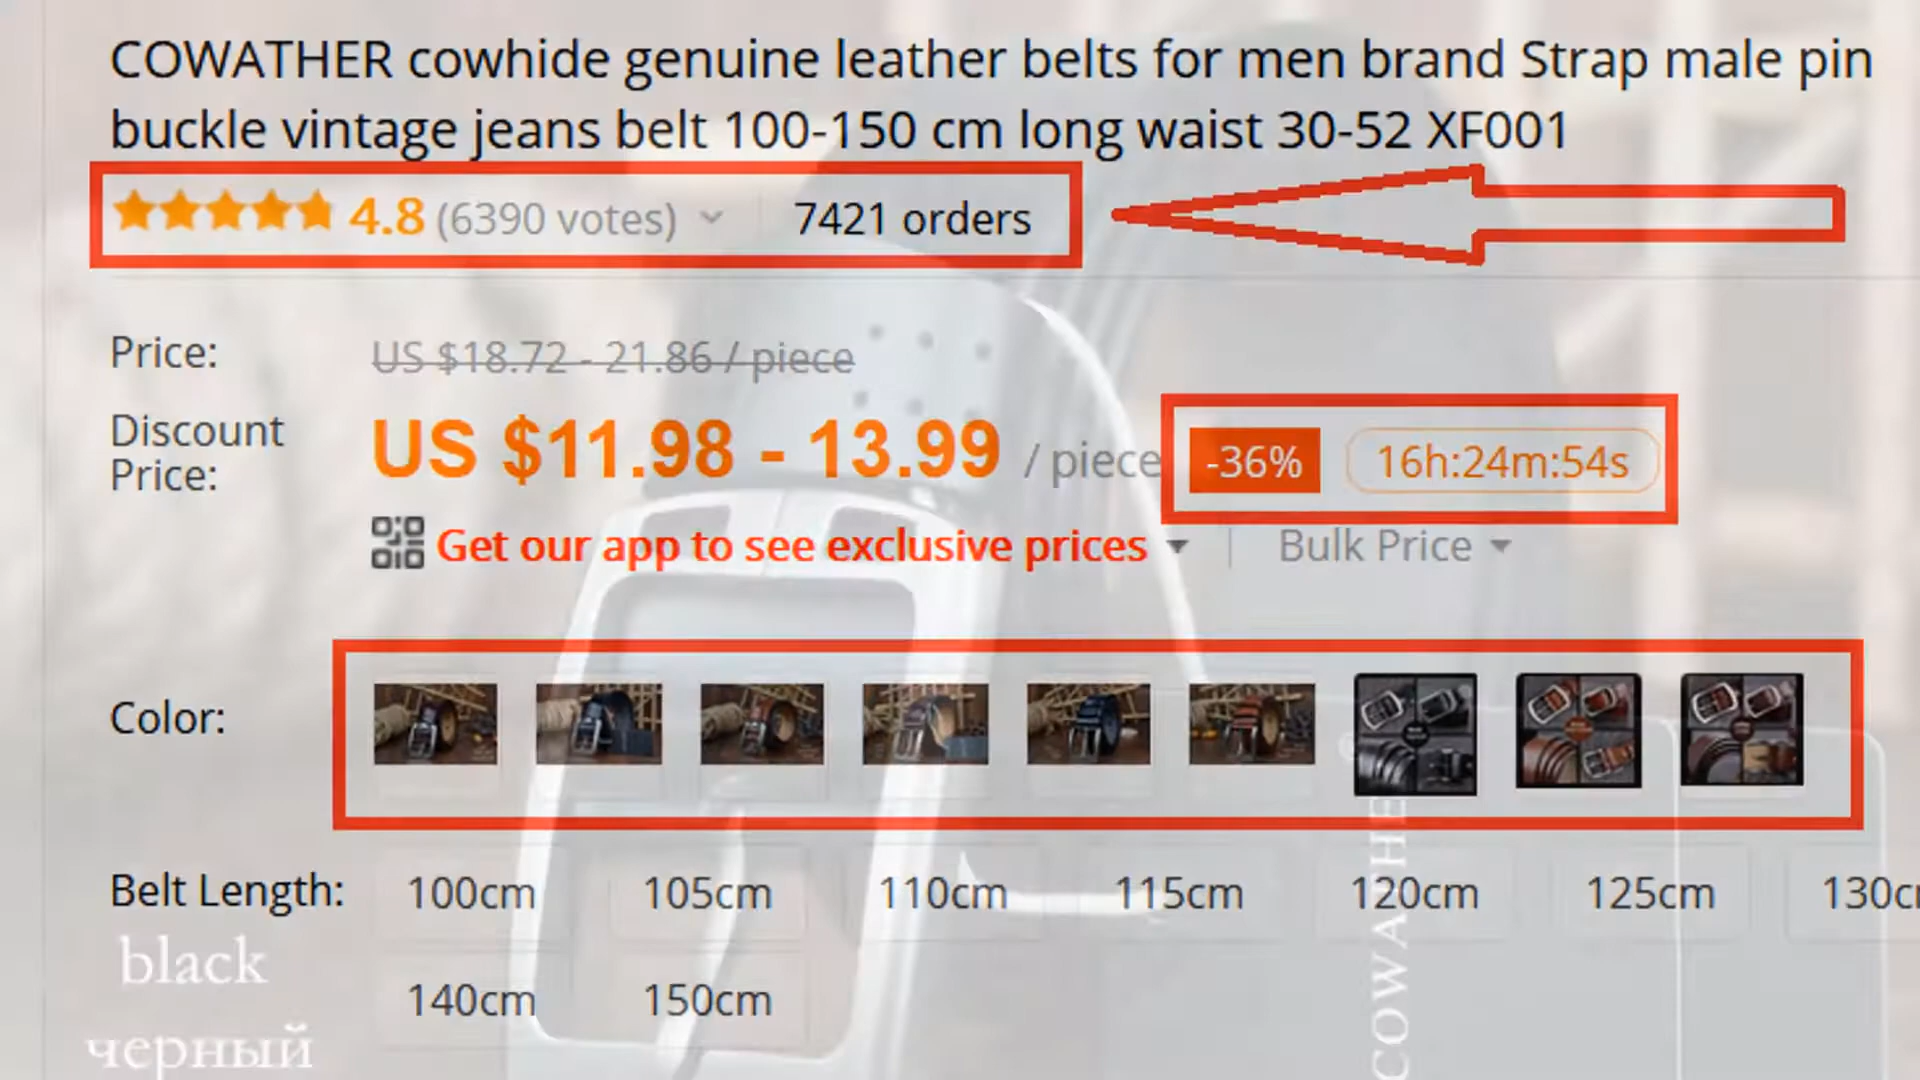 COWATHER cowhide genuine leather belts for men brand Strap male pin
buckle vintage jeans belt 100-150 cm long waist 30-52 XF001
4.8 (6390 votes) 7421 orders
Price: US $18.72 - 21.86 / piece
Discount Price: US $11.98 - 13.99 / piece -36% 16h:24m:54s
Get our app to see exclusive prices Bulk Price
Color:
Belt Length: 100cm 105cm 110cm 115cm 120cm 125cm
140cm 150cm
black
черный
COWATHE